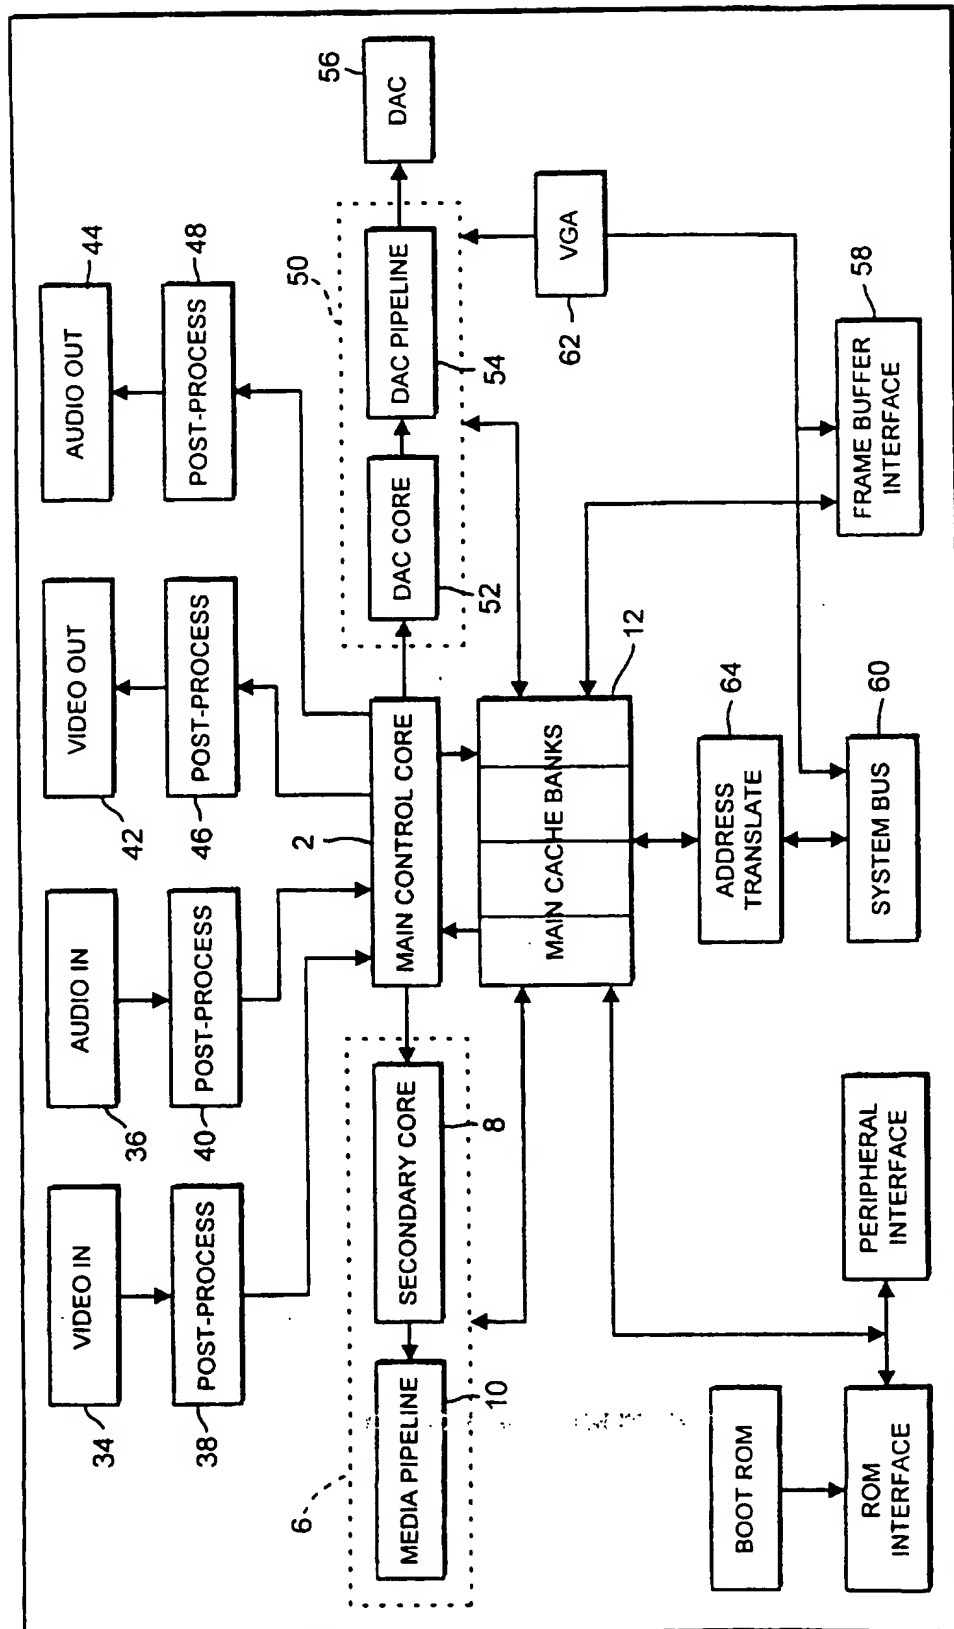 VIDEO IN
34
AUDIO IN
36
VIDEO OUT
42
AUDIO OUT
44
POST-PROCESS
38
POST-PROCESS
40
POST-PROCESS
46
POST-PROCESS
48
6
2
50
56
MEDIA PIPELINE
10
SECONDARY CORE
8
MAIN CONTROL CORE
DAC CORE
52
DAC PIPELINE
54
DAC
MAIN CACHE BANKS
12
62
VGA
BOOT ROM
ADDRESS
TRANSLATE
64
ROM
INTERFACE
PERIPHERAL
INTERFACE
SYSTEM BUS
60
FRAME BUFFER
INTERFACE
58